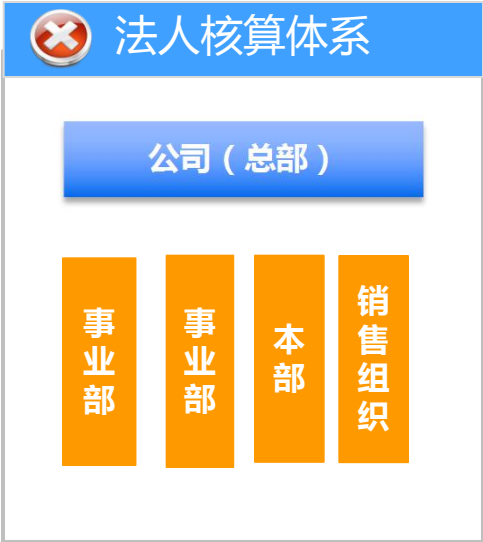 法人核算体系
公司（总部）
事业部
事业部
本部
销售组织